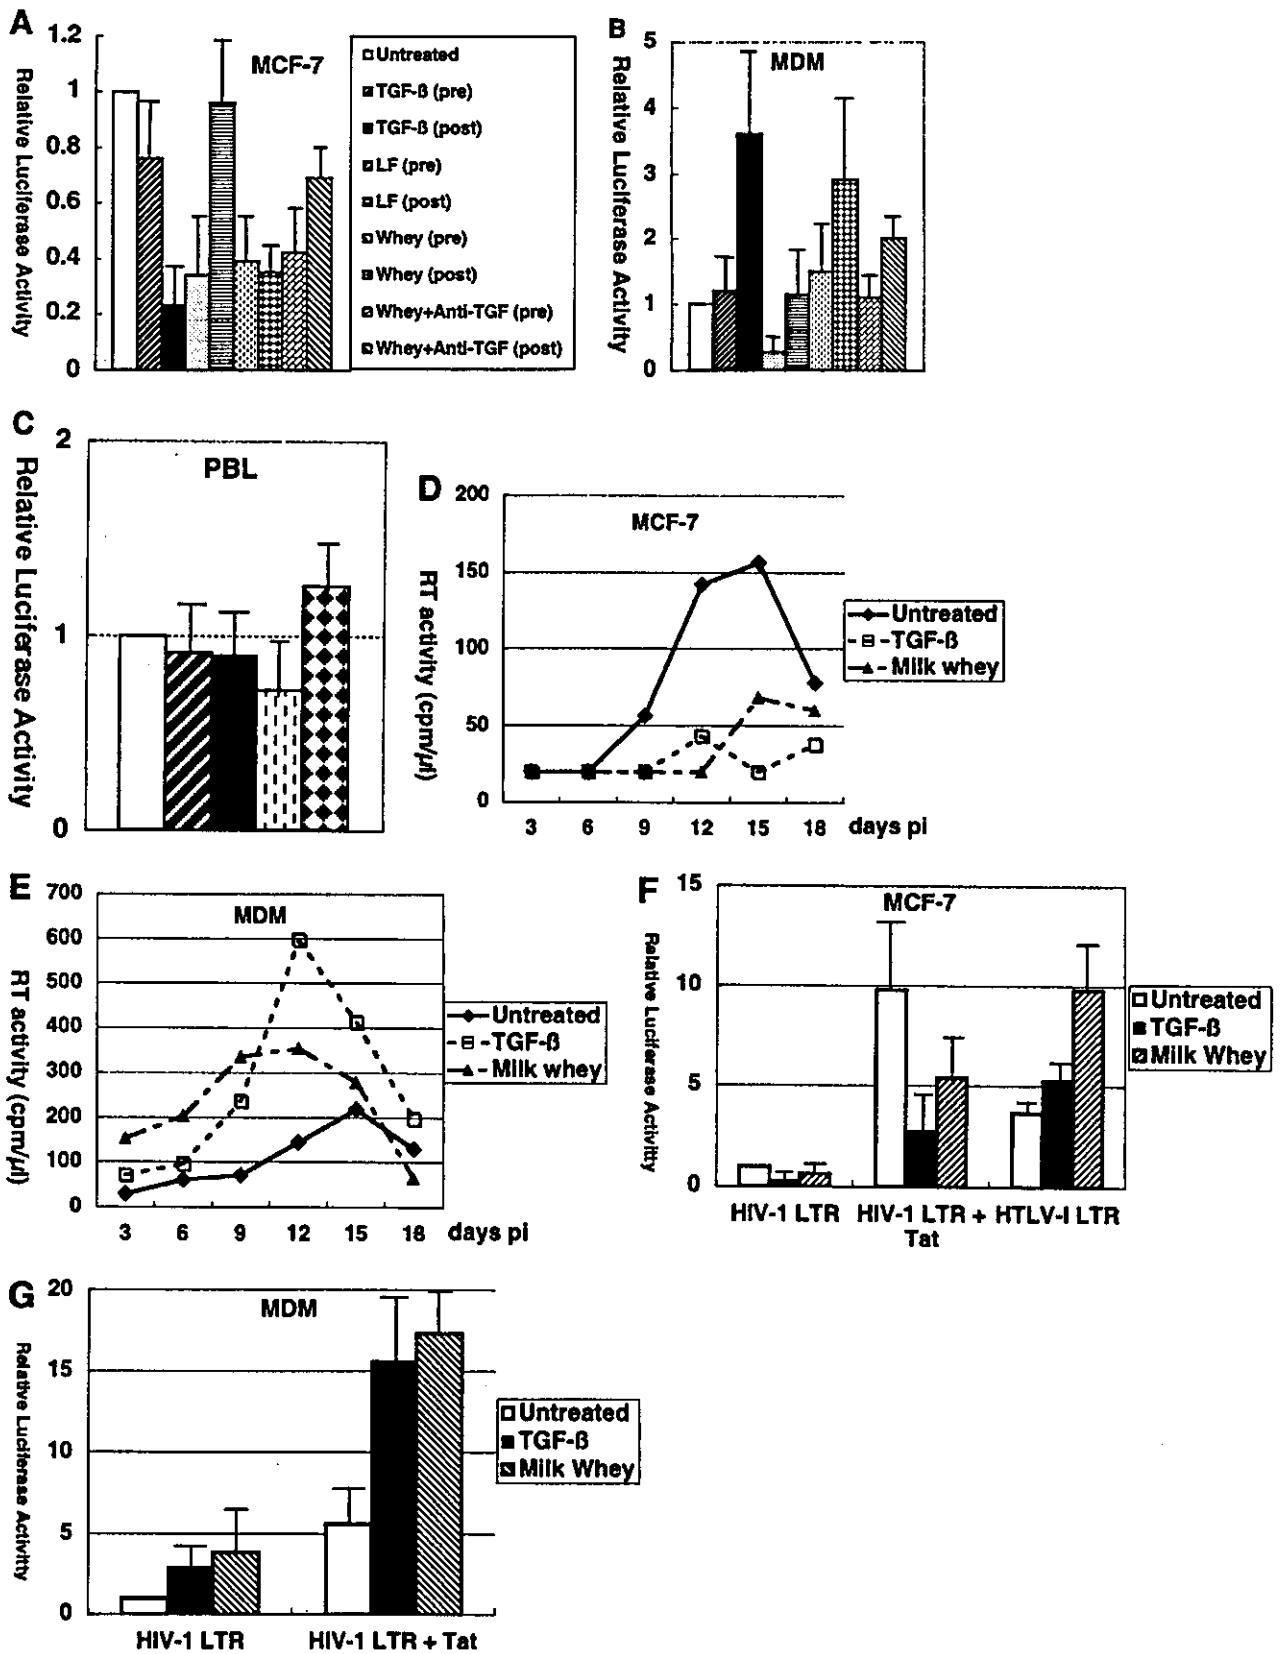 A
1.2
1
0.8
0.6
0.4
0.2
0
Relative Luciferase Activity
MCF-7
Untreated
TGF-ß (pre)
TGF-ß (post)
LF (pre)
LF (post)
Whey (pre)
Whey (post)
Whey+Anti-TGF (pre)
Whey+Anti-TGF (post)
B
5
4
3
2
1
0
Relative Luciferase Activity
MDM
C
2
1
0
Relative Luciferase Activity
PBL
D
200
150
100
50
0
RT activity (cpm/µl)
MCF-7
3 6 9 12 15 18 days pi
Untreated
TGF-ß
Milk whey
E
700
600
500
400
300
200
100
0
RT activity (cpm/µl)
MDM
3 6 9 12 15 18 days pi
Untreated
TGF-ß
Milk whey
F
15
10
5
0
Relative Luciferase Activitty
MCF-7
HIV-1 LTR HIV-1 LTR + HTLV-I LTR
Tat
Untreated
TGF-ß
Milk Whey
G
20
15
10
5
0
Relative Luciferase Activitty
MDM
HIV-1 LTR HIV-1 LTR + Tat
Untreated
TGF-ß
Milk Whey